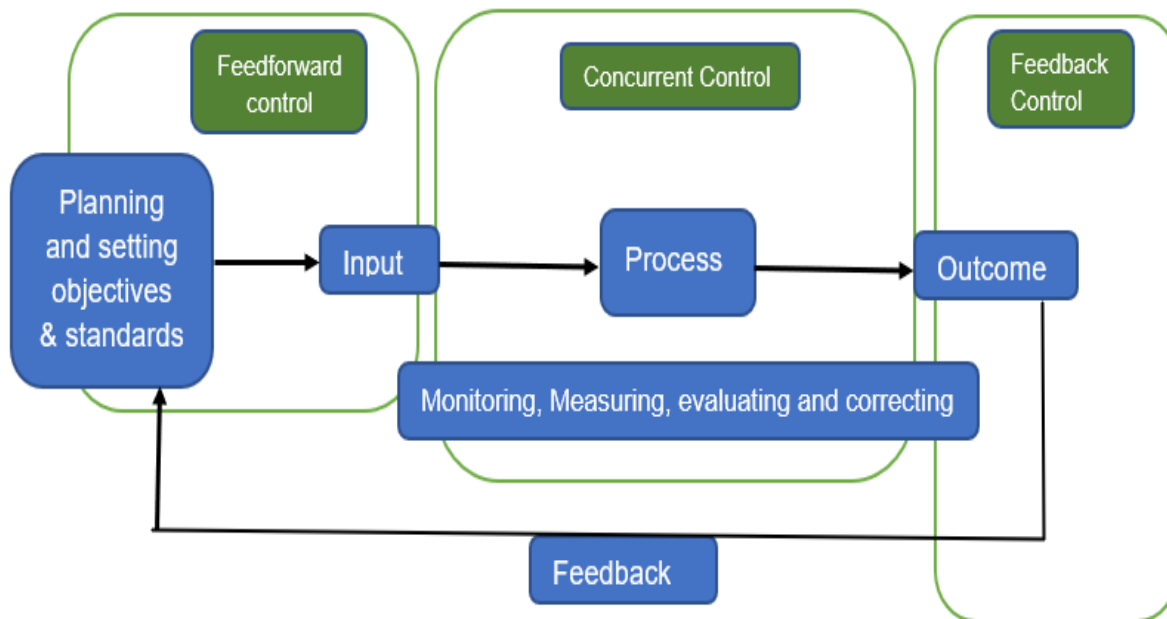 Feedforward
control
Concurrent Control
Feedback
Control
Planning
and setting
objectives
& standards
Input
Process
Outcome
Monitoring, Measuring, evaluating and correcting
Feedback